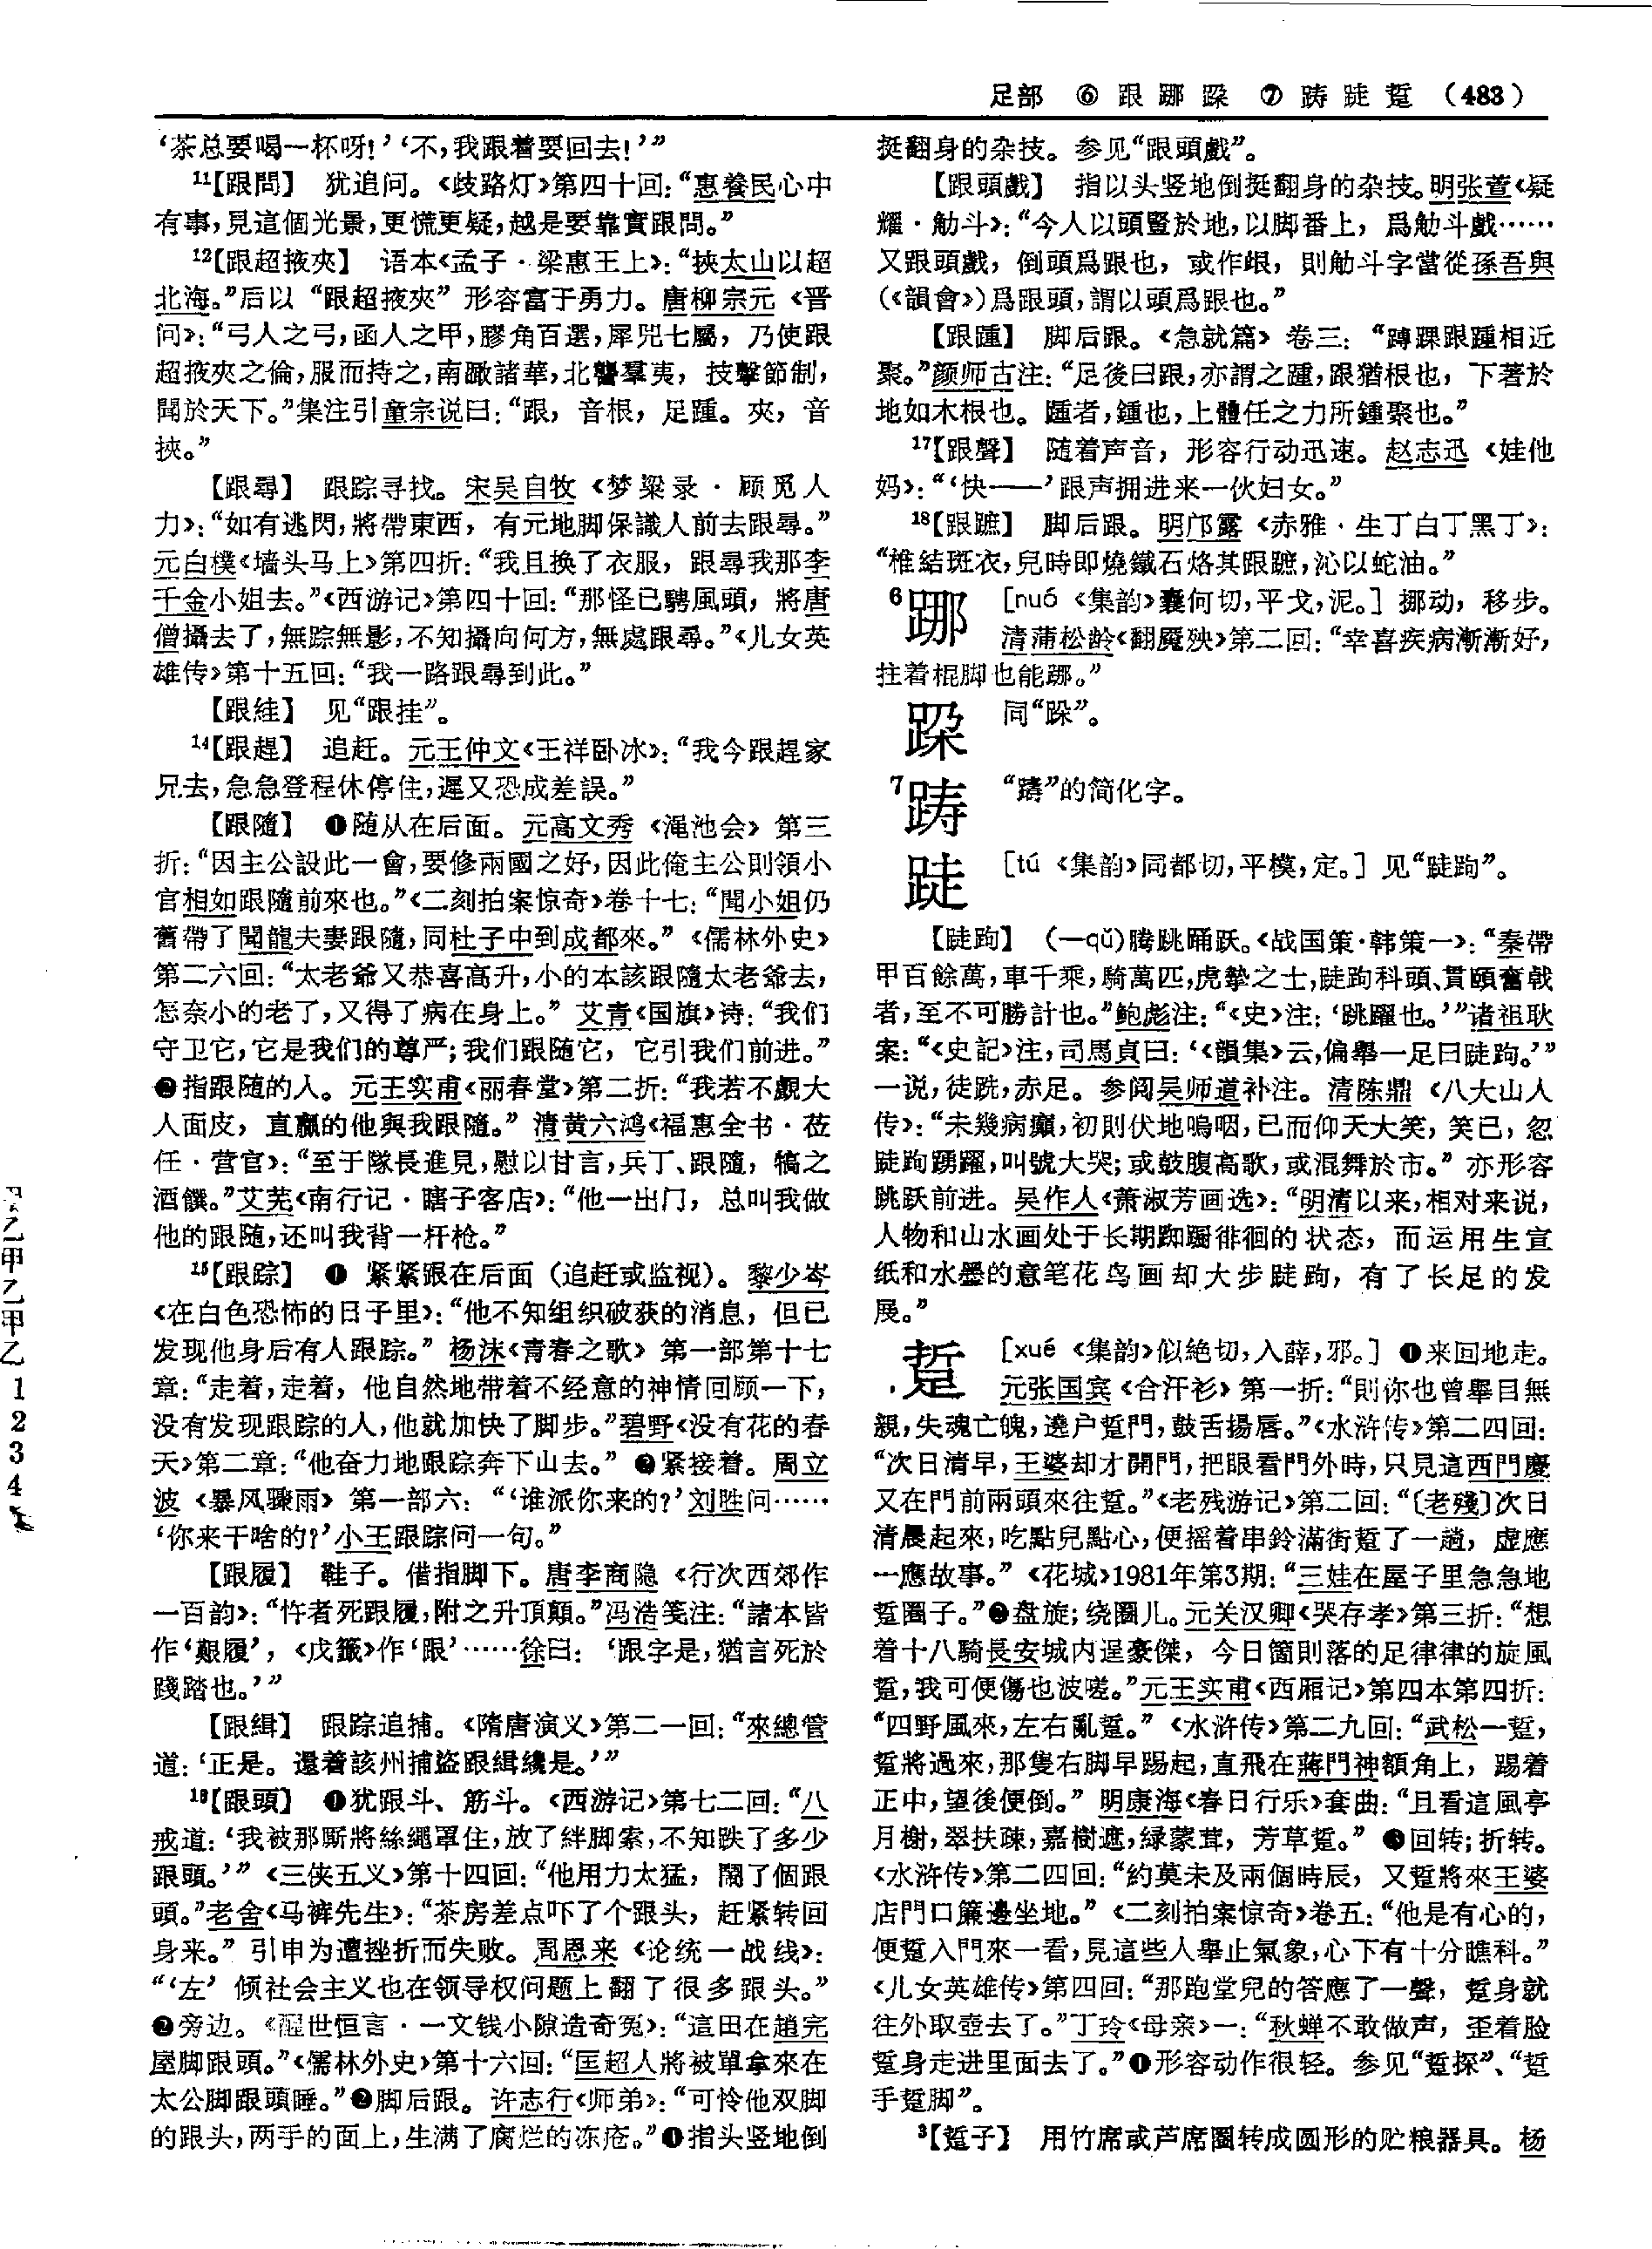 足部 ⑥ 跟 踋 跺 ⑦ 踌 跿 踅 (483)
‘茶总要喝一杯呀！’‘不，我跟着要回去！’”
¹¹【跟問】 犹追问。《歧路灯》第四十回：“惠養民心中
有事，見這個光景，更慌更疑，越是要靠實跟問。”
¹²【跟超掖夾】 语本《孟子·梁惠王上》：“挾太山以超
北海。”后以“跟超掖夾”形容富于勇力。唐柳宗元《晋
问》：“弓人之弓，函人之甲，膠角百選，犀兕七屬，乃使跟
超掖夾之倫，服而持之，南瞰諸華，北讋羣夷，技擊節制，
聞於天下。”集注引童宗说曰：“跟，音根，足踵。夾，音
挾。”
【跟尋】 跟踪寻找。宋吴自牧《梦粱录·顾觅人
力》：“如有逃閃，將帶東西，有元地脚保識人前去跟尋。”
元白樸《墙头马上》第四折：“我且换了衣服，跟尋我那李
千金小姐去。”《西游记》第四十回：“那怪已騁風頭，將唐
僧攝去了，無踪無影，不知攝向何方，無處跟尋。”《儿女英
雄传》第十五回：“我一路跟尋到此。”
【跟絓】 见“跟挂”。
¹⁴【跟趕】 追赶。元王仲文《王祥卧冰》：“我今跟趕家
兄去，急急登程休停住，遲又恐成差誤。”
【跟隨】 ❶随从在后面。元高文秀《渑池会》第三
折：“因主公設此一會，要修兩國之好，因此俺主公則領小
官相如跟隨前來也。”《二刻拍案惊奇》卷十七：“聞小姐仍
舊帶了聞龍夫妻跟隨，同杜子中到成都來。”《儒林外史》
第二六回：“太老爺又恭喜高升，小的本該跟隨太老爺去，
怎奈小的老了，又得了病在身上。”艾青《国旗》诗：“我们
守卫它，它是我们的尊严；我们跟随它，它引我们前进。”
❷指跟随的人。元王实甫《丽春堂》第二折：“我若不觑大
人面皮，直贏的他與我跟隨。”清黄六鸿《福惠全书·莅
任·营官》：“至于隊長進見，慰以甘言，兵丁、跟隨，犒之
酒饌。”艾芜《南行记·瞎子客店》：“他一出门，总叫我做
他的跟随，还叫我背一杆枪。”
¹⁵【跟踪】 ❶ 紧紧跟在后面（追赶或监视）。黎少岑
《在白色恐怖的日子里》：“他不知组织破获的消息，但已
发现他身后有人跟踪。”杨沫《青春之歌》第一部第十七
章：“走着，走着，他自然地带着不经意的神情回顾一下，
没有发现跟踪的人，他就加快了脚步。”碧野《没有花的春
天》第二章：“他奋力地跟踪奔下山去。”❷紧接着。周立
波《暴风骤雨》第一部六：“‘谁派你来的？’刘胜问……
‘你来干啥的？’小王跟踪问一句。”
【跟履】 鞋子。借指脚下。唐李商隐《行次西郊作
一百韵》：“忤者死跟履，附之升頂顛。”冯浩笺注：“諸本皆
作‘艱履’，《戊籤》作‘跟’……徐曰：‘跟字是，猶言死於
踐踏也。’”
【跟緝】 跟踪追捕。《隋唐演义》第二一回：“來總管
道：‘正是。還着該州捕盜跟緝纔是。’”
¹⁶【跟頭】 ❶犹跟斗、筋斗。《西游记》第七二回：“八
戒道：‘我被那厮將絲繩罩住，放了絆脚索，不知跌了多少
跟頭。’”《三侠五义》第十四回：“他用力太猛，鬧了個跟
頭。”老舍《马裤先生》：“茶房差点吓了个跟头，赶紧转回
身来。”引申为遭挫折而失败。周恩来《论统一战线》：
“‘左’倾社会主义也在领导权问题上翻了很多跟头。”
❷旁边。《醒世恒言·一文钱小隙造奇冤》：“這田在趙完
屋脚跟頭。”《儒林外史》第十六回：“匡超人將被單拿來在
太公脚跟頭睡。”❸脚后跟。许志行《师弟》：“可怜他双脚
的跟头，两手的面上，生满了腐烂的冻疮。”❹指头竖地倒
挺翻身的杂技。参见“跟頭戲”。
【跟頭戲】 指以头竖地倒挺翻身的杂技。明张萱《疑
耀·觔斗》：“今人以頭豎於地，以脚番上，爲觔斗戲……
又跟頭戲，倒頭爲跟也，或作跟，則觔斗字當從孫吾與
（《韻會》）爲跟頭，謂以頭爲跟也。”
【跟踵】 脚后跟。《急就篇》卷三：“踝跟踵相近
聚。”颜师古注：“足後曰跟，亦謂之踵，跟猶根也，下著於
地如木根也。踵者，鍾也，上體任之力所鍾聚也。”
¹⁷【跟聲】 随着声音，形容行动迅速。赵志迅《娃他
妈》：“‘快——’跟声拥进来一伙妇女。”
¹⁸【跟蹠】 脚后跟。明邝露《赤雅·生丁白丁黑丁》：
“椎結斑衣，兒時即燒鐵石烙其跟蹠，沁以蛇油。”
⁶ 踋 [nuó 《集韵》囊何切，平戈，泥。] 挪动，移步。
清蒲松龄《翻魇殃》第二回：“幸喜疾病漸漸好，
拄着棍脚也能。”
跺 同“跺”。
⁷ 踌 “躊”的简化字。
跿 [tú 《集韵》同都切，平模，定。] 见“跿跔”。
【跿跔】 （—qǔ）腾跳踊跃。《战国策·韩策一》：“秦帶
甲百餘萬，車千乘，騎萬匹，虎摯之士，跿跔科頭、貫頤奮戟
者，至不可勝計也。”鲍彪注：“《史》注：‘跳躍也。’”诸祖耿
案：“《史記》注，司馬貞曰：‘《韻集》云，偏舉一足曰跿跔。’”
一说，徒跣，赤足。参阅吴师道补注。清陈鼎《八大山人
传》：“未幾病癲，初則伏地嗚咽，已而仰天大笑，笑已，忽
跿跔踴躍，叫號大哭；或鼓腹高歌，或混舞於市。”亦形容
跳跃前进。吴作人《萧淑芳画选》：“明清以来，相对来说，
人物和山水画处于长期踟蹰徘徊的状态，而运用生宣
纸和水墨的意笔花鸟画却大步跿跔，有了长足的发
展。”
踅 [xué 《集韵》似絶切，入薛，邪。] ❶来回地走。
元张国宾《合汗衫》第一折：“則你也曾舉目無
親，失魂亡魄，遶户踅門，鼓舌揚唇。”《水浒传》第二四回：
“次日清早，王婆却才開門，把眼看門外時，只見這西門慶
又在門前兩頭來往踅。”《老残游记》第二回：“〔老殘〕次日
清晨起來，吃點兒點心，便摇着串鈴滿街踅了一趟，虚應
一應故事。”《花城》1981年第3期：“三娃在屋子里急急地
踅圈子。”❷盘旋；绕圈儿。元关汉卿《哭存孝》第三折：“想
着十八騎長安城内逞豪傑，今日箇則落的足律律的旋風
踅，我可便傷也波嗟。”元王实甫《西厢记》第四本第四折：
“四野風來，左右亂踅。”《水浒传》第二九回：“武松一踅，
踅將過來，那隻右脚早踢起，直飛在蔣門神額角上，踢着
正中，望後便倒。”明康海《春日行乐》套曲：“且看這風亭
月榭，翠扶疎，嘉樹遮，緑蒙茸，芳草踅。”❸回转；折转。
《水浒传》第二四回：“約莫未及兩個時辰，又踅將來王婆
店門口簾邊坐地。”《二刻拍案惊奇》卷五：“他是有心的，
便踅入門來一看，見這些人舉止氣象，心下有十分瞧科。”
《儿女英雄传》第四回：“那跑堂兒的答應了一聲，踅身就
往外取壺去了。”丁玲《母亲》一：“秋蝉不敢做声，歪着脸
踅身走进里面去了。”❹形容动作很轻。参见“踅探”、“踅
手踅脚”。
³【踅子】 用竹席或芦席圈转成圆形的贮粮器具。杨
乙甲乙甲乙1234